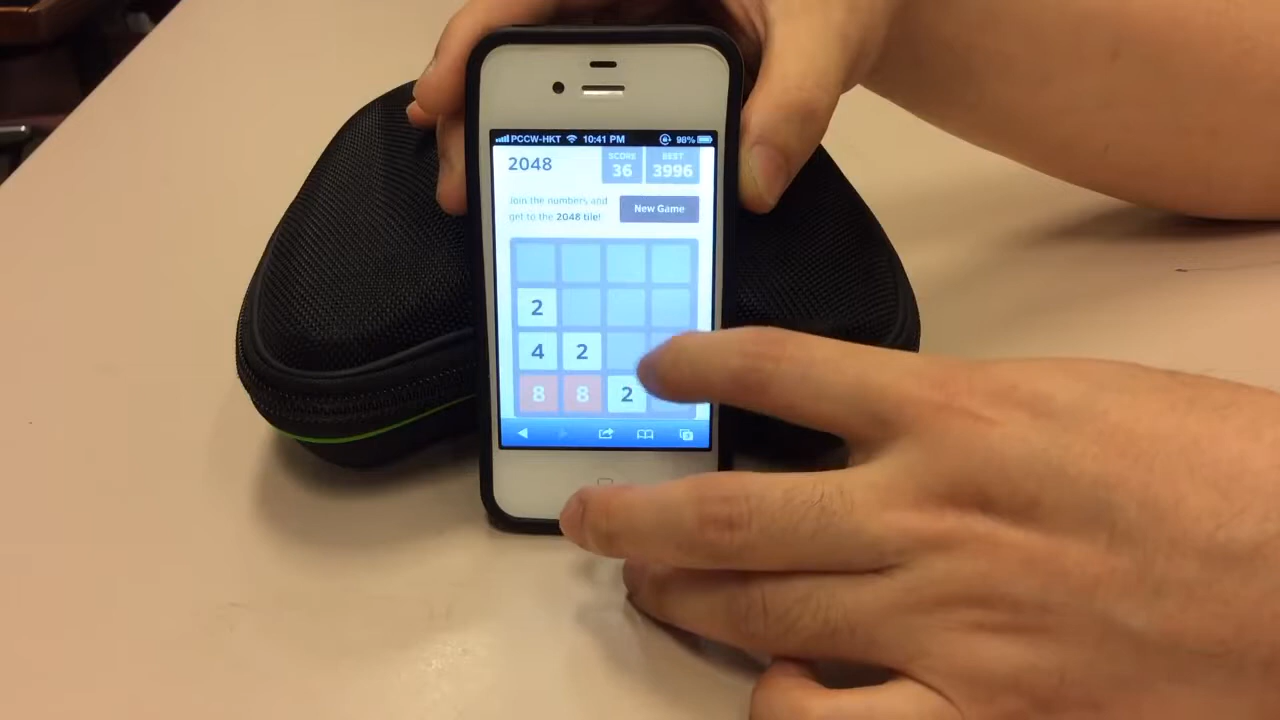 PCCW-HKT 10:41 PM 98%
2048 SCORE 36 BEST 3996
Join the numbers and
get to the 2048 tile!
New Game
2
4 2
8 8 2